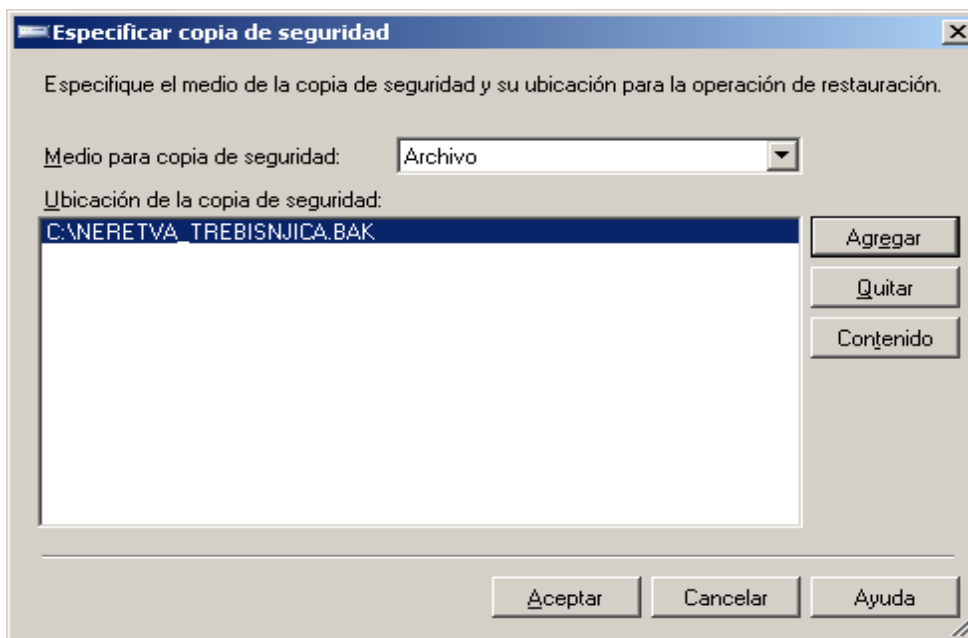 Especificar copia de seguridad
Especifique el medio de la copia de seguridad y su ubicación para la operación de restauración.
Medio para copia de seguridad: Archivo
Ubicación de la copia de seguridad:
C:\NERETVA_TREBISNJICA.BAK
Agregar
Quitar
Contenido
Aceptar Cancelar Ayuda